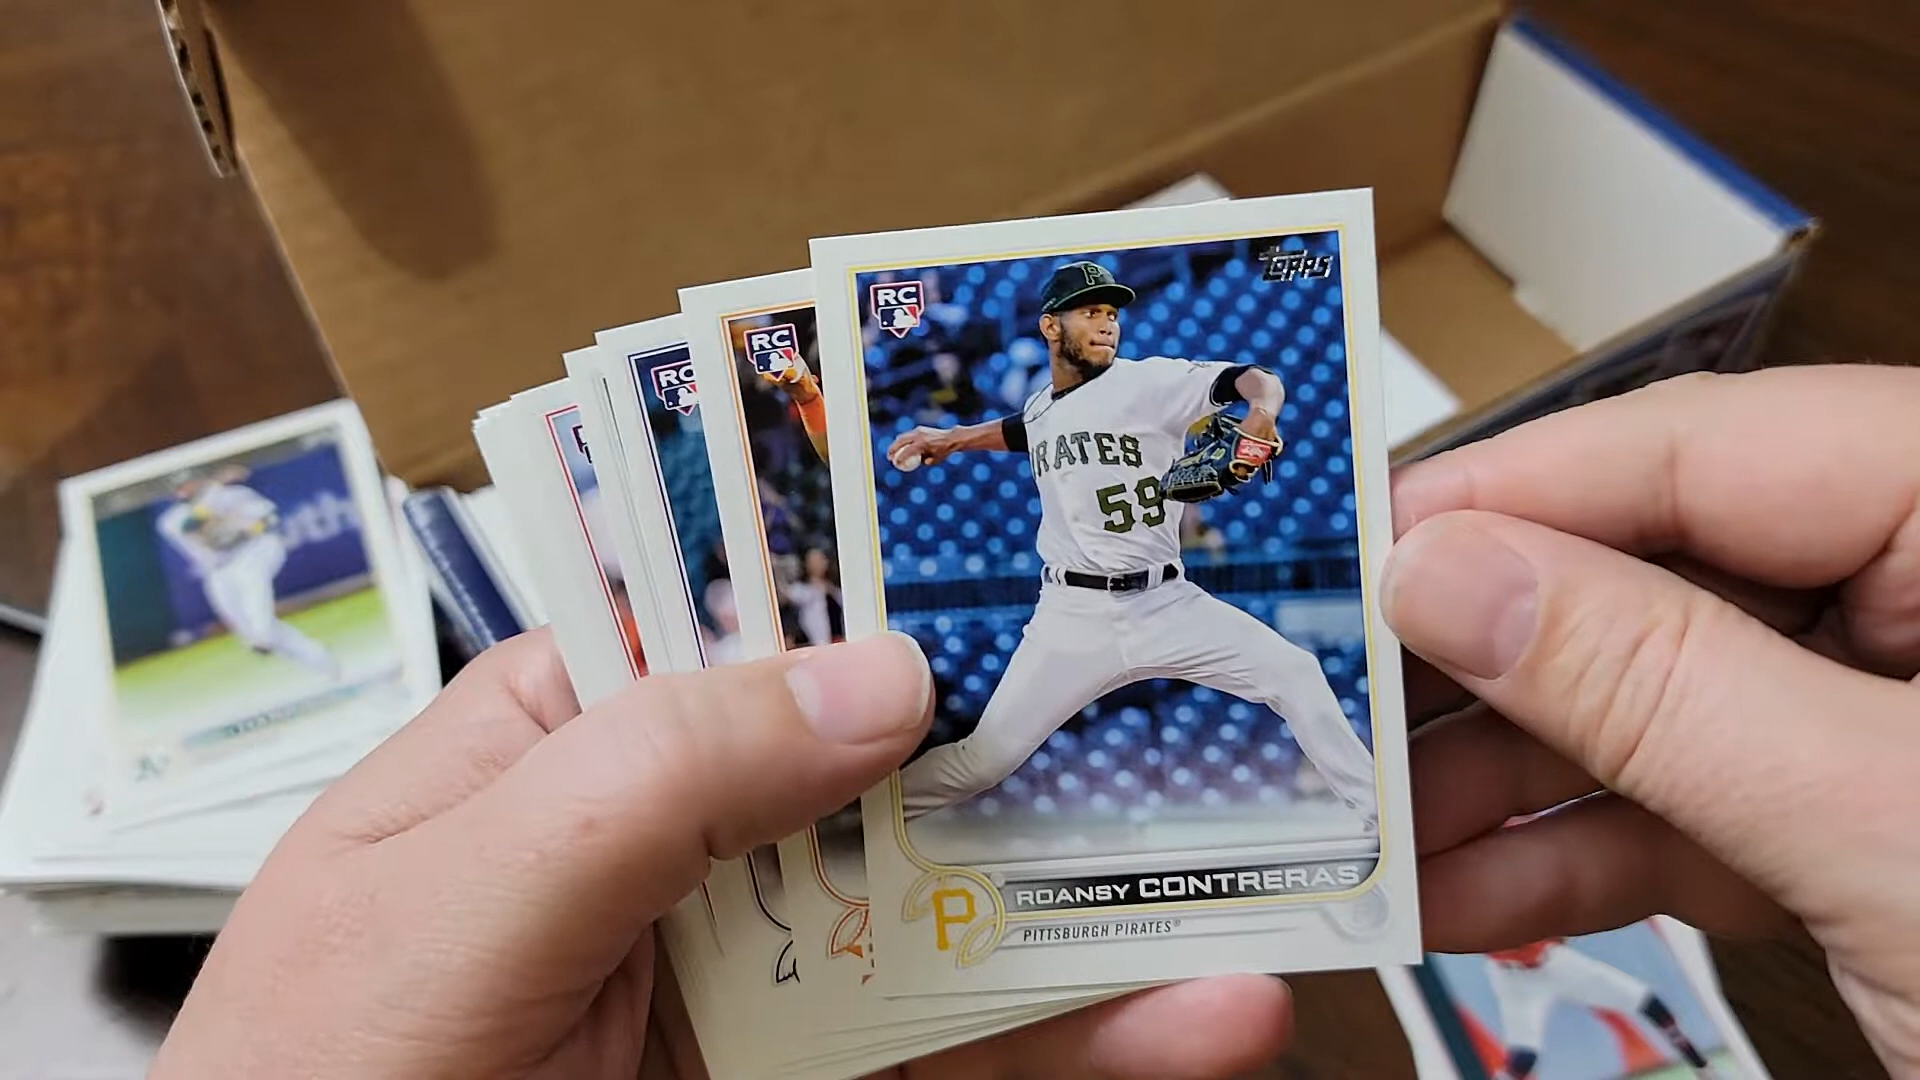 RC
TOPPS
RC
RC
P
PIRATES
59
ROANSY CONTRERAS
P
PITTSBURGH PIRATES®